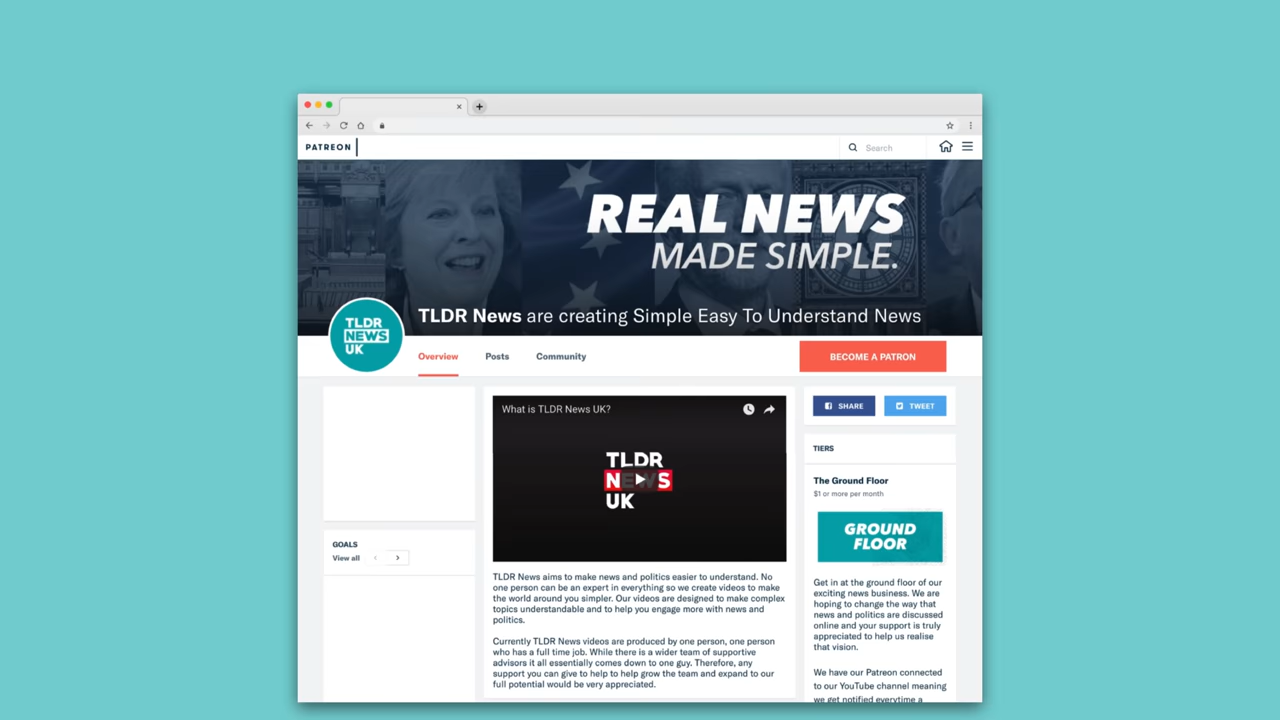 PATREON
Search
REAL NEWS
MADE SIMPLE.
TLDR News are creating Simple Easy To Understand News
TLDR
NEWS
UK
Overview
Posts
Community
BECOME A PATRON
What is TLDR News UK?
TLDR
NEWS
UK
TLDR News aims to make news and politics easier to understand. No
one person can be an expert in everything so we create videos to make
the world around you simpler. Our videos are designed to make complex
topics understandable and to help you engage more with news and
politics.
Currently TLDR News videos are produced by one person, one person
who has a full time job. While there is a wider team of supportive
advisors it all essentially comes down to one guy. Therefore, any
support you can give to help to help grow the team and expand to our
full potential would be very appreciated.
GOALS
View all
SHARE
TWEET
TIERS
The Ground Floor
$1 or more per month
GROUND
FLOOR
Get in at the ground floor of our
exciting news business. We are
hoping to change the way that
news and politics are discussed
online and your support is truly
appreciated to help us realise
that vision.
We have our Patreon connected
to our YouTube channel meaning
we get notified everytime a